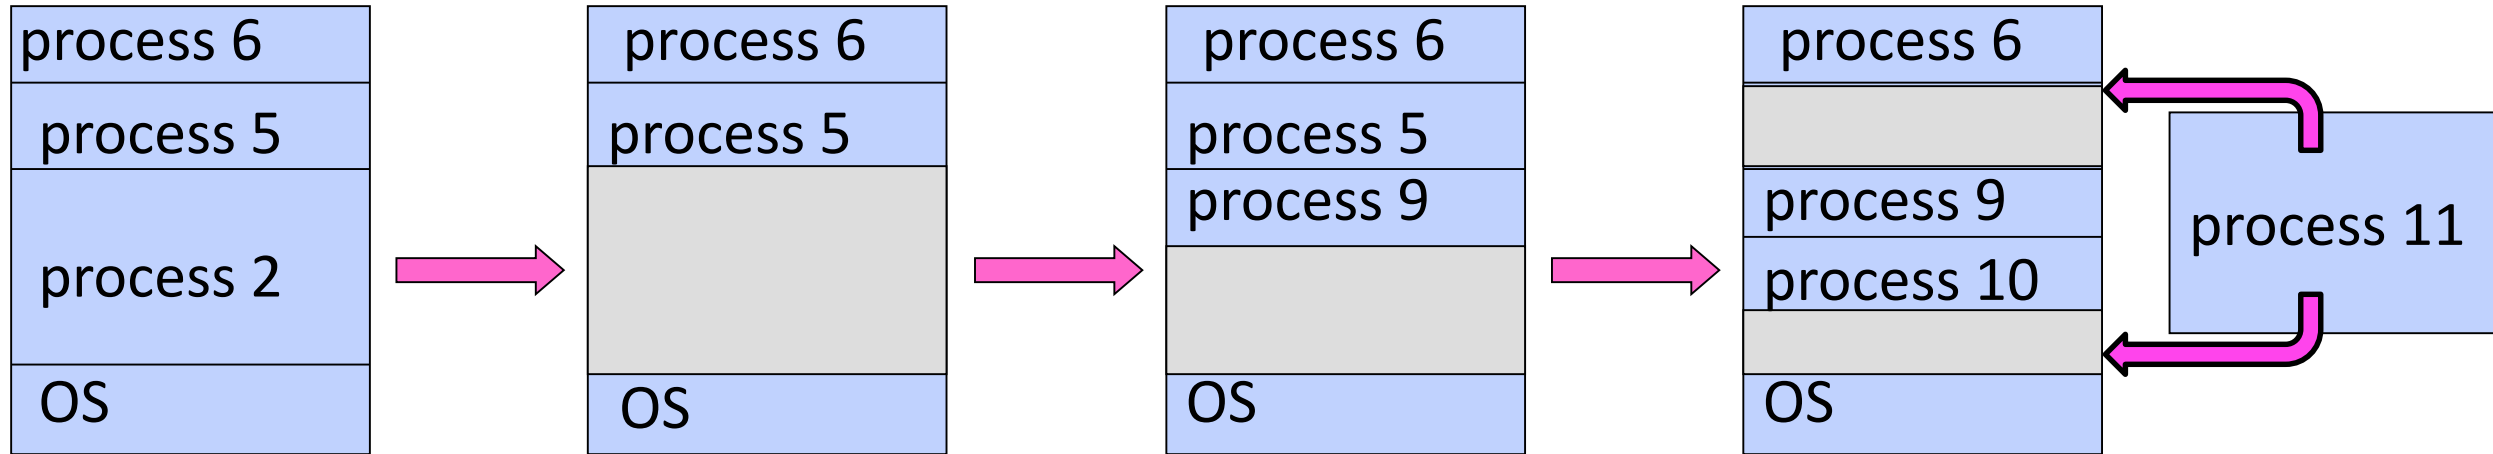 process 6
process 5
process 2
OS
process 6
process 5
OS
process 6
process 5
process 9
OS
process 6
process 9
process 10
OS
process 11